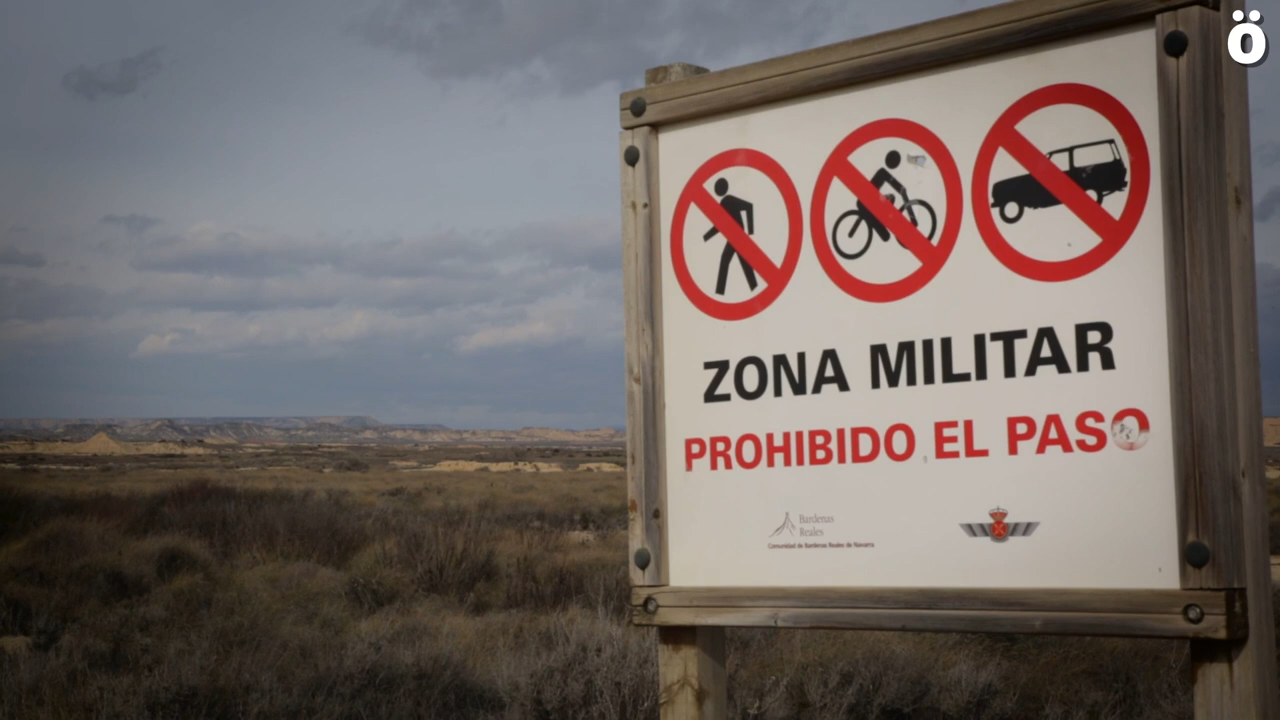 ö
ZONA MILITAR
PROHIBIDO EL PASO
Bardenas
Reales
Comunidad de Bardenas Reales de Navarra